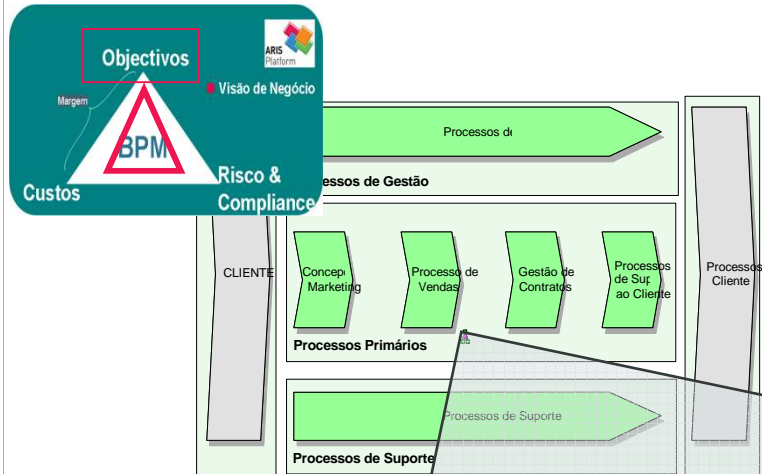 Objectivos
ARIS
Platform
Visão de Negócio
Margem
BPM
Custos
Risco &
Compliance
Processos de
essos de Gestão
CLIENTE
Marketing
Processo de
Vendas
Gestão de
Contratos
Processos
de Sup
ao Cliente
Processos
Cliente
Processos Primários
Processos de Suporte
Processos de Suporte